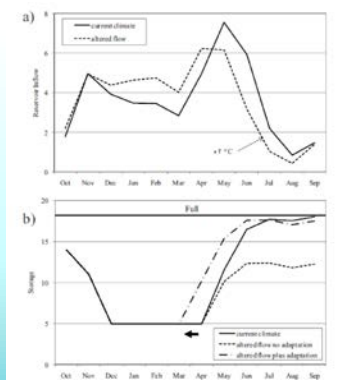 a)
8
current climate
altered flow
6
Reservoir Inflow
4
2
+1 °C
0
Oct Nov Dec Jan Feb Mar Apr May Jun Jul Aug Sep
b)
20
Full
15
Storage
10
5
current climate
altered flow no adaptation
altered flow plus adaptation
0
Oct Nov Dec Jan Feb Mar Apr May Jun Jul Aug Sep